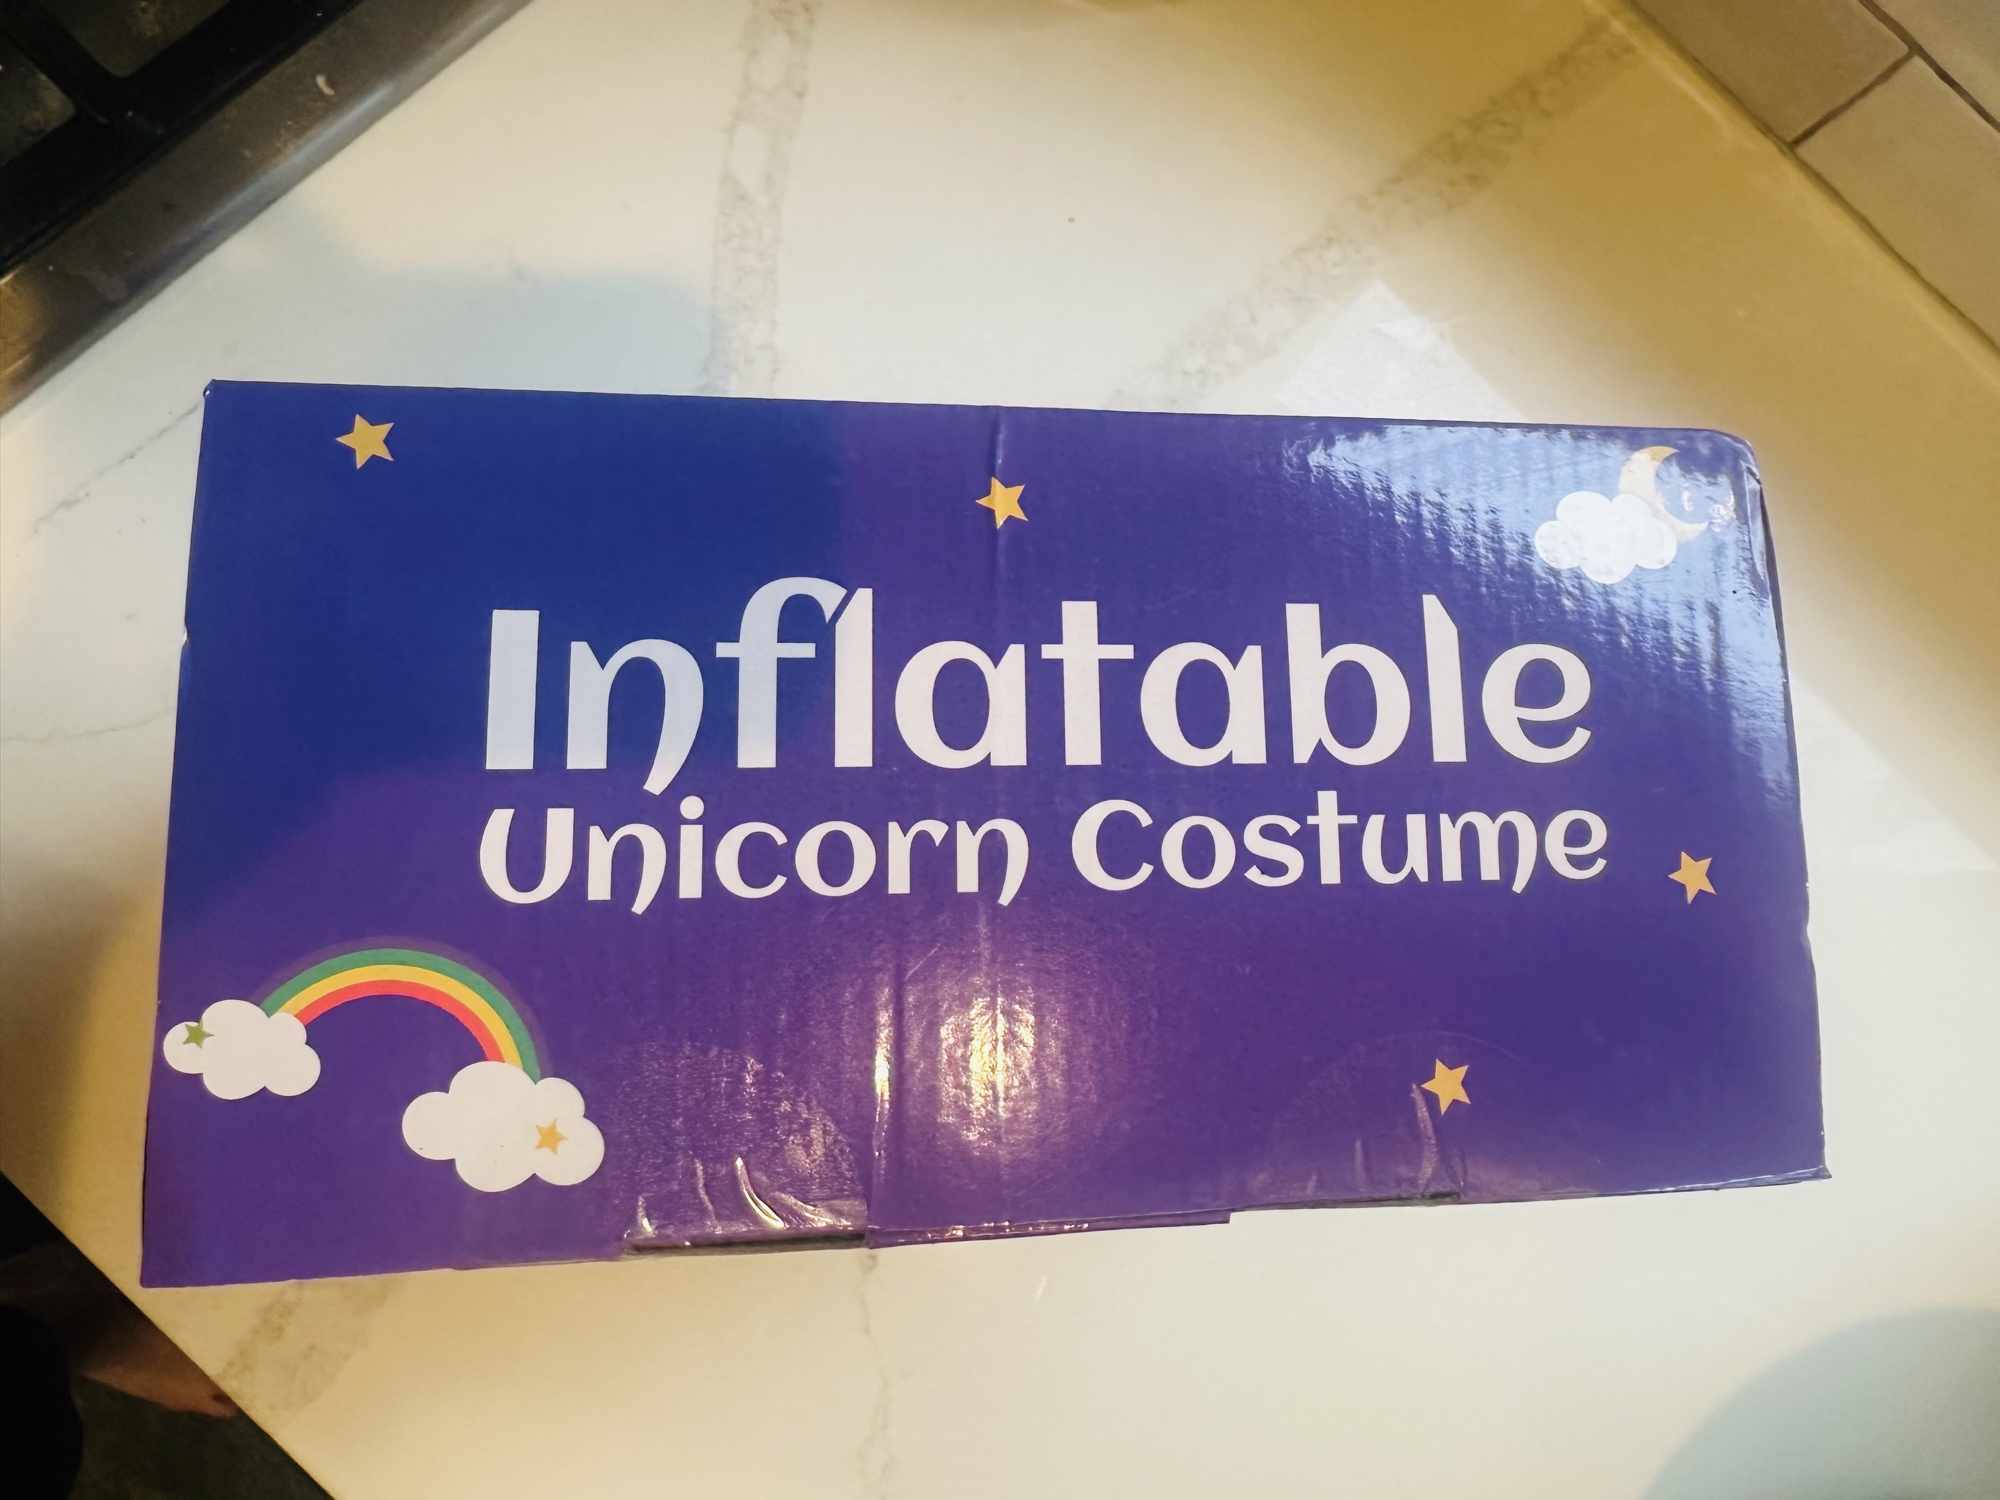 Inflatable
Unicorn Costume